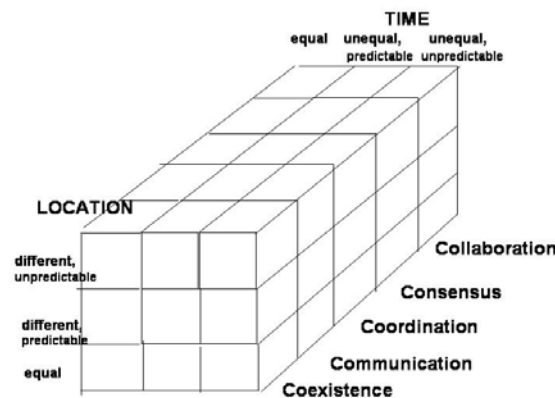 TIME
equal unequal, unequal,
predictable unpredictable
LOCATION
different,
unpredictable
different,
predictable
equal
Collaboration
Consensus
Coordination
Communication
Coexistence